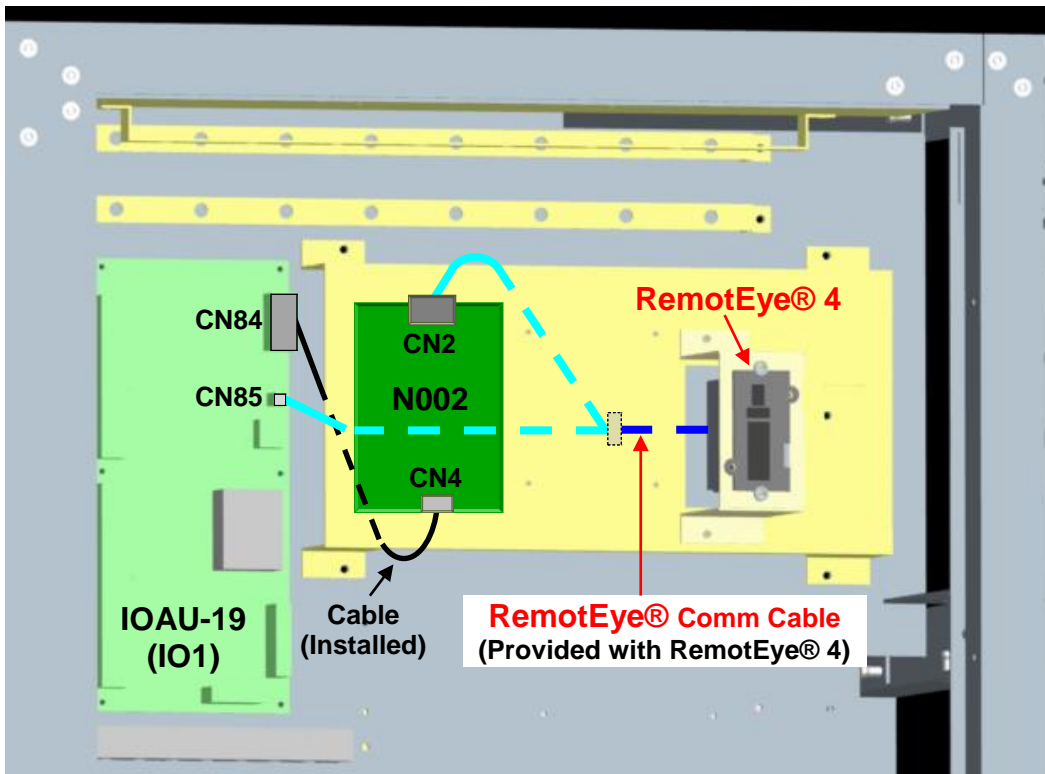 RemotEye® 4
CN84
CN2
CN85
N002
CN4
IOAU-19
(IO1)
Cable
(Installed)
RemotEye® Comm Cable
(Provided with RemotEye® 4)